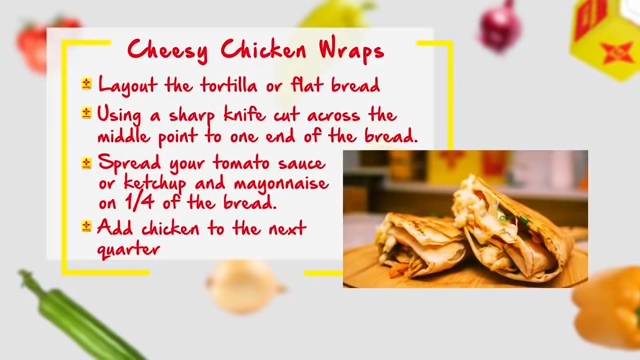 Cheesy Chicken Wraps
Layout the tortilla or flat bread
Using a sharp knife cut across the
middle point to one end of the bread.
Spread your tomato sauce
or ketchup and mayonnaise
on 1/4 of the bread.
Add chicken to the next
quarter